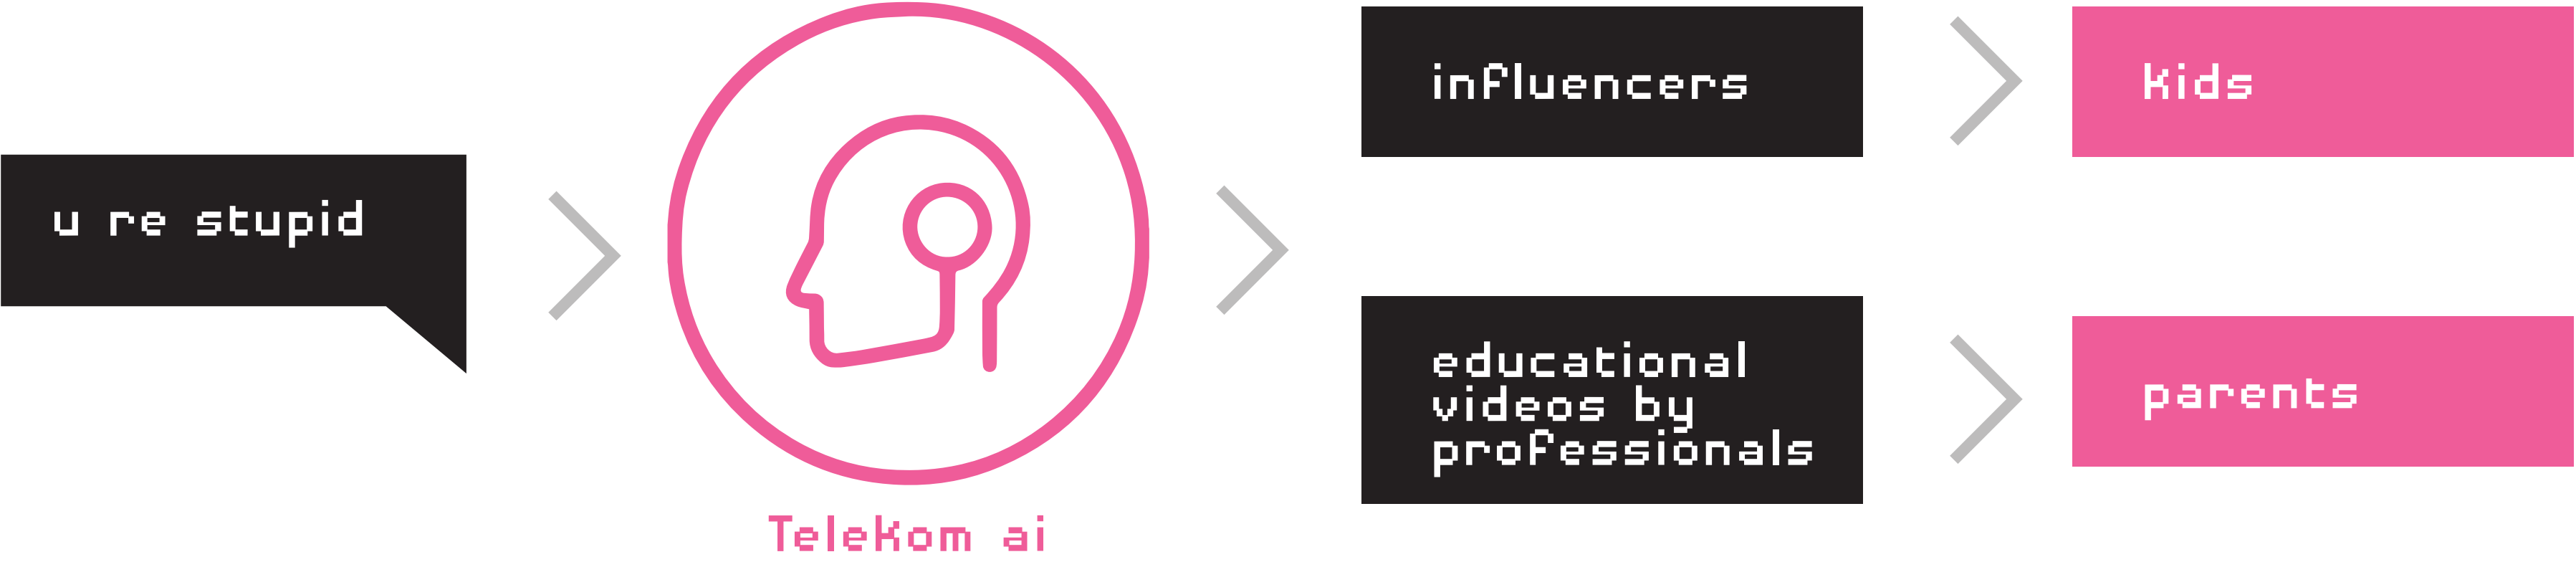 u re stupid
Telekom ai
influencers
kids
educational
videos by
professionals
parents